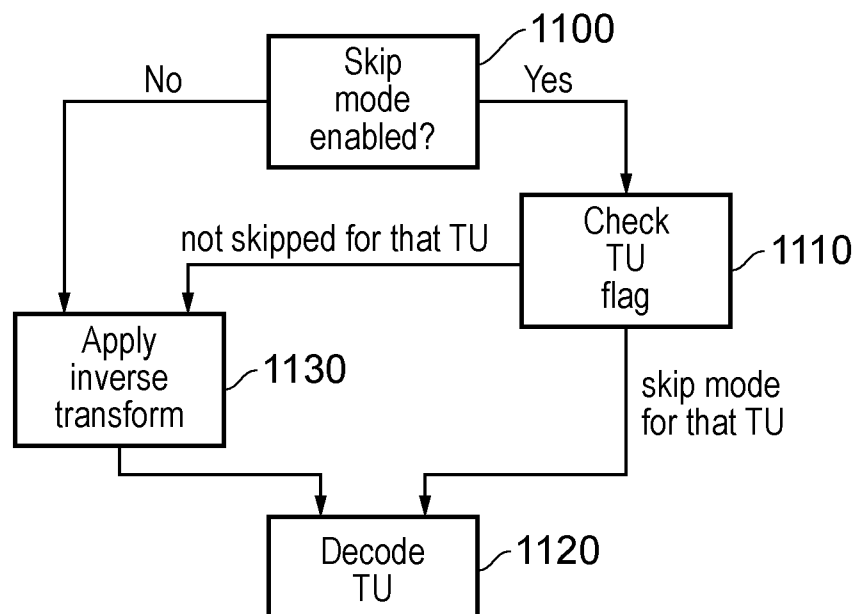 1100
Skip
mode
enabled?
No
Yes
Check
TU
flag
1110
not skipped for that TU
Apply
inverse
transform
1130
skip mode
for that TU
Decode
TU
1120